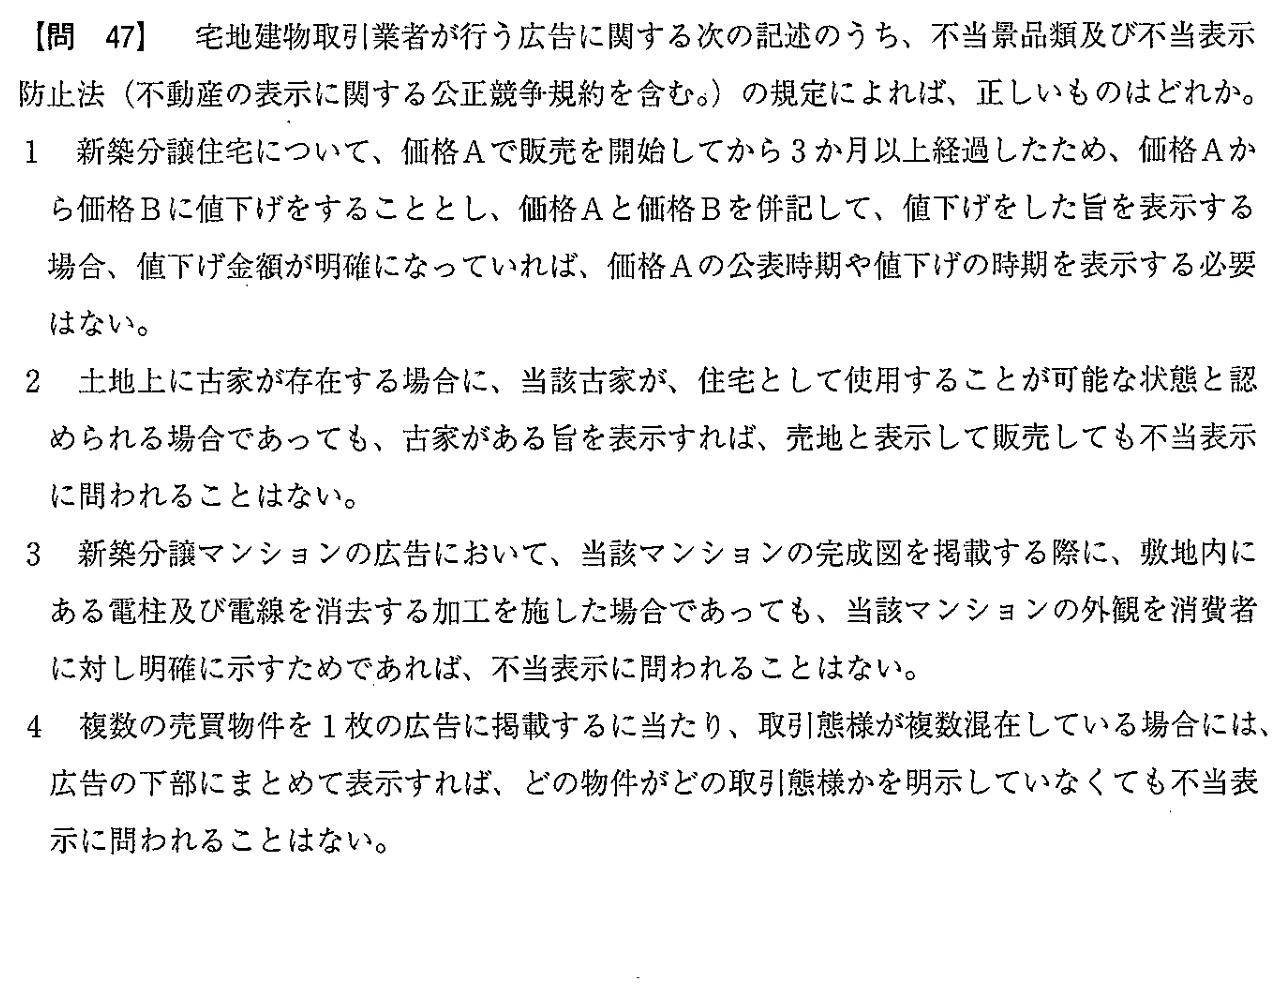 【問　47】　宅地建物取引業者が行う広告に関する次の記述のうち、不当景品類及び不当表示
防止法（不動産の表示に関する公正競争規約を含む。）の規定によれば、正しいものはどれか。
1　新築分譲住宅について、価格Aで販売を開始してから3か月以上経過したため、価格Aか
ら価格Bに値下げをすることとし、価格Aと価格Bを併記して、値下げをした旨を表示する
場合、値下げ金額が明確になっていれば、価格Aの公表時期や値下げの時期を表示する必要
はない。
2　土地上に古家が存在する場合に、当該古家が、住宅として使用することが可能な状態と認
められる場合であっても、古家がある旨を表示すれば、売地と表示して販売しても不当表示
に問われることはない。
3　新築分譲マンションの広告において、当該マンションの完成図を掲載する際に、敷地内に
ある電柱及び電線を消去する加工を施した場合であっても、当該マンションの外観を消費者
に対し明確に示すためであれば、不当表示に問われることはない。
4　複数の売買物件を1枚の広告に掲載するに当たり、取引態様が複数混在している場合には、
広告の下部にまとめて表示すれば、どの物件がどの取引態様かを明示していなくても不当表
示に問われることはない。